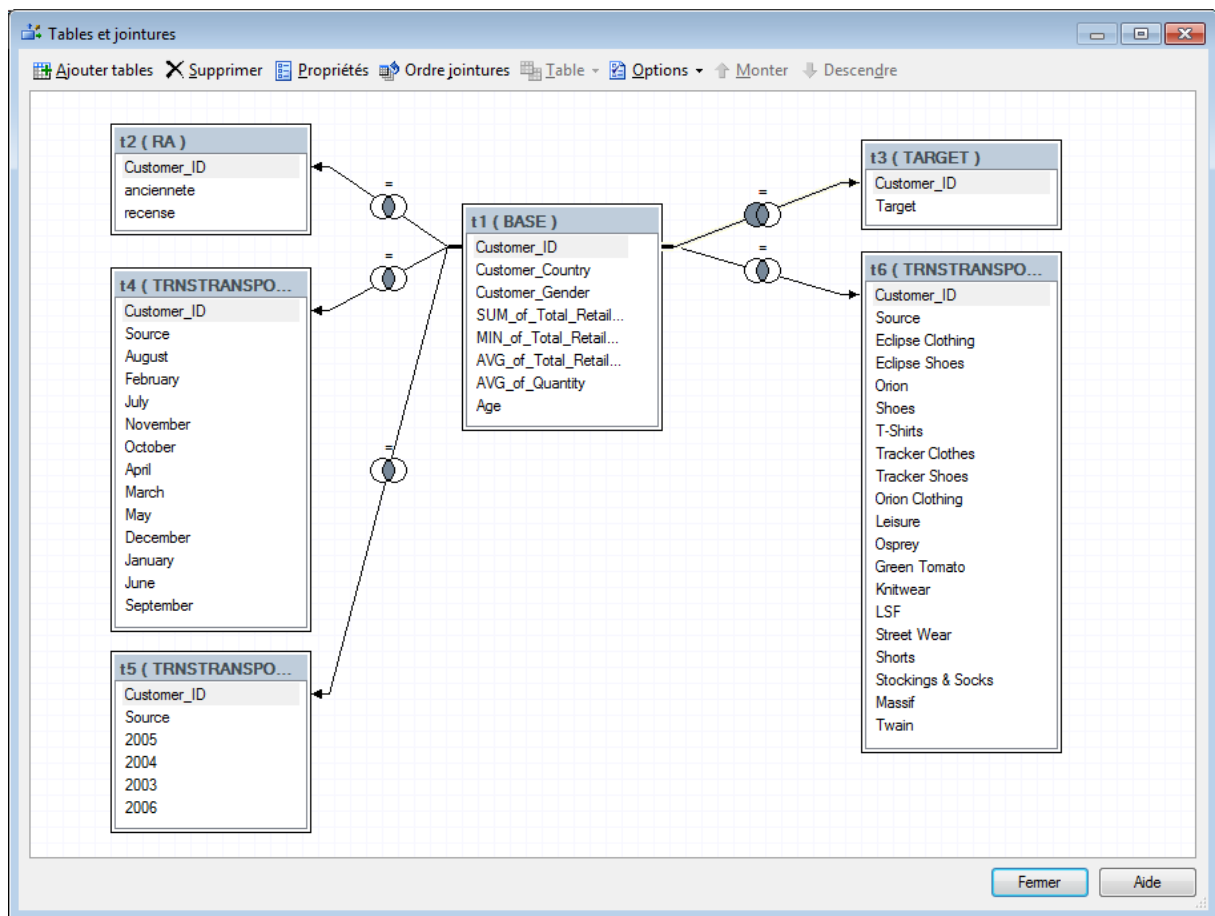 Tables et jointures
Ajouter tables Supprimer Propriétés Ordre jointures Table Options Monter Descendre
t2 ( RA )
Customer_ID
anciennete
recense
t4 ( TRNSTRANSPO...
Customer_ID
Source
August
February
July
November
October
April
March
May
December
January
June
September
t5 ( TRNSTRANSPO...
Customer_ID
Source
2005
2004
2003
2006
=
=
=
t1 ( BASE )
Customer_ID
Customer_Country
Customer_Gender
SUM_of_Total_Retail...
MIN_of_Total_Retail...
AVG_of_Total_Retail...
AVG_of_Quantity
Age
=
=
t3 ( TARGET )
Customer_ID
Target
t6 ( TRNSTRANSPO...
Customer_ID
Source
Eclipse Clothing
Eclipse Shoes
Orion
Shoes
T-Shirts
Tracker Clothes
Tracker Shoes
Orion Clothing
Leisure
Osprey
Green Tomato
Knitwear
LSF
Street Wear
Shorts
Stockings & Socks
Massif
Twain
Fermer
Aide